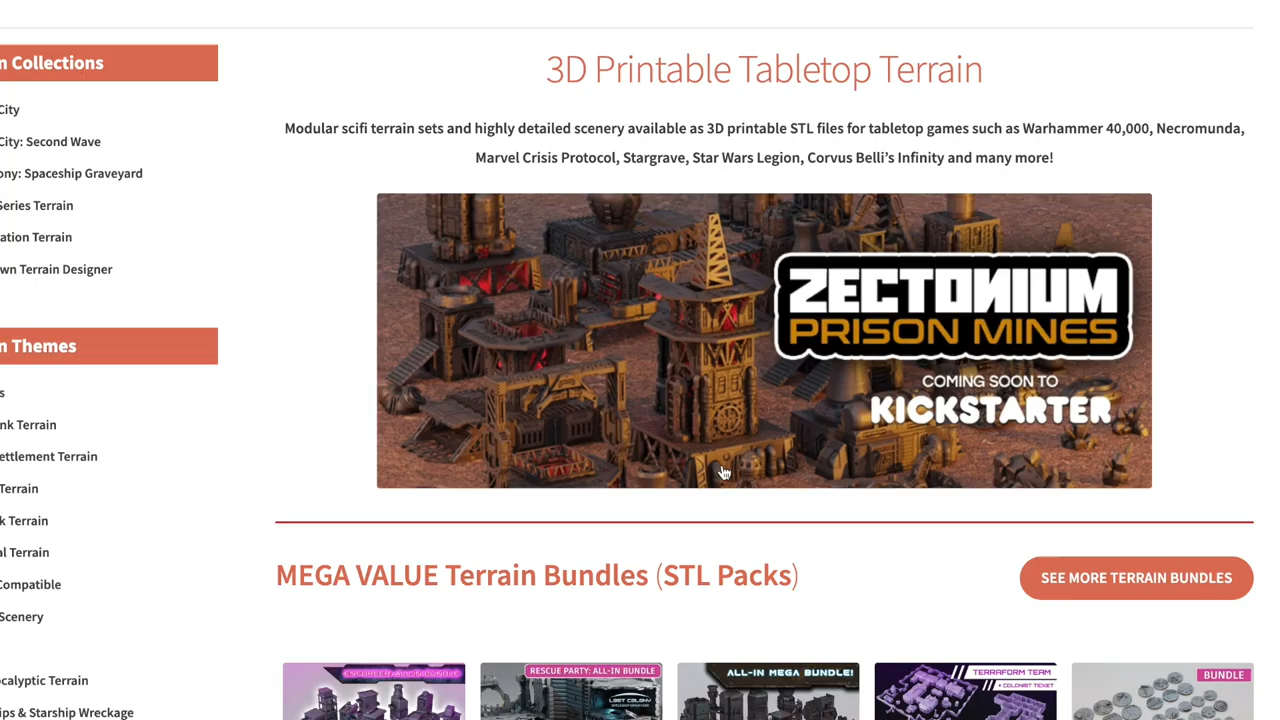 n Collections
City
City: Second Wave
ony: Spaceship Graveyard
Series Terrain
ation Terrain
wn Terrain Designer
n Themes
s
nk Terrain
ettlement Terrain
Terrain
k Terrain
al Terrain
Compatible
Scenery
ocalyptic Terrain
ips & Starship Wreckage
3D Printable Tabletop Terrain
Modular scifi terrain sets and highly detailed scenery available as 3D printable STL files for tabletop games such as Warhammer 40,000, Necromunda,
Marvel Crisis Protocol, Stargrave, Star Wars Legion, Corvus Belli's Infinity and many more!
ZECTONIUM
PRISON MINES
COMING SOON TO
KICKSTARTER
MEGA VALUE Terrain Bundles (STL Packs)
SEE MORE TERRAIN BUNDLES
RESCUE PARTY: ALL-IN BUNDLE
LOST COLONY
ALL-IN MEGA BUNDLE!
TERRAFORM TEAM
+ COLONIST TICKET
BUNDLE